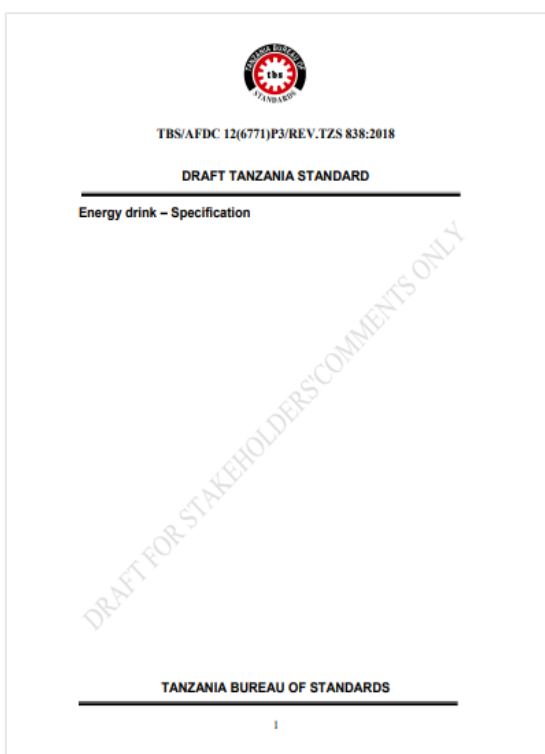 TANZANIA BUREAU OF
tbs
STANDARDS
TBS/AFDC 12(6771)P3/REV.TZS 838:2018
DRAFT TANZANIA STANDARD
Energy drink – Specification
DRAFT FOR STAKEHOLDERS'COMMENTS ONLY
TANZANIA BUREAU OF STANDARDS
1